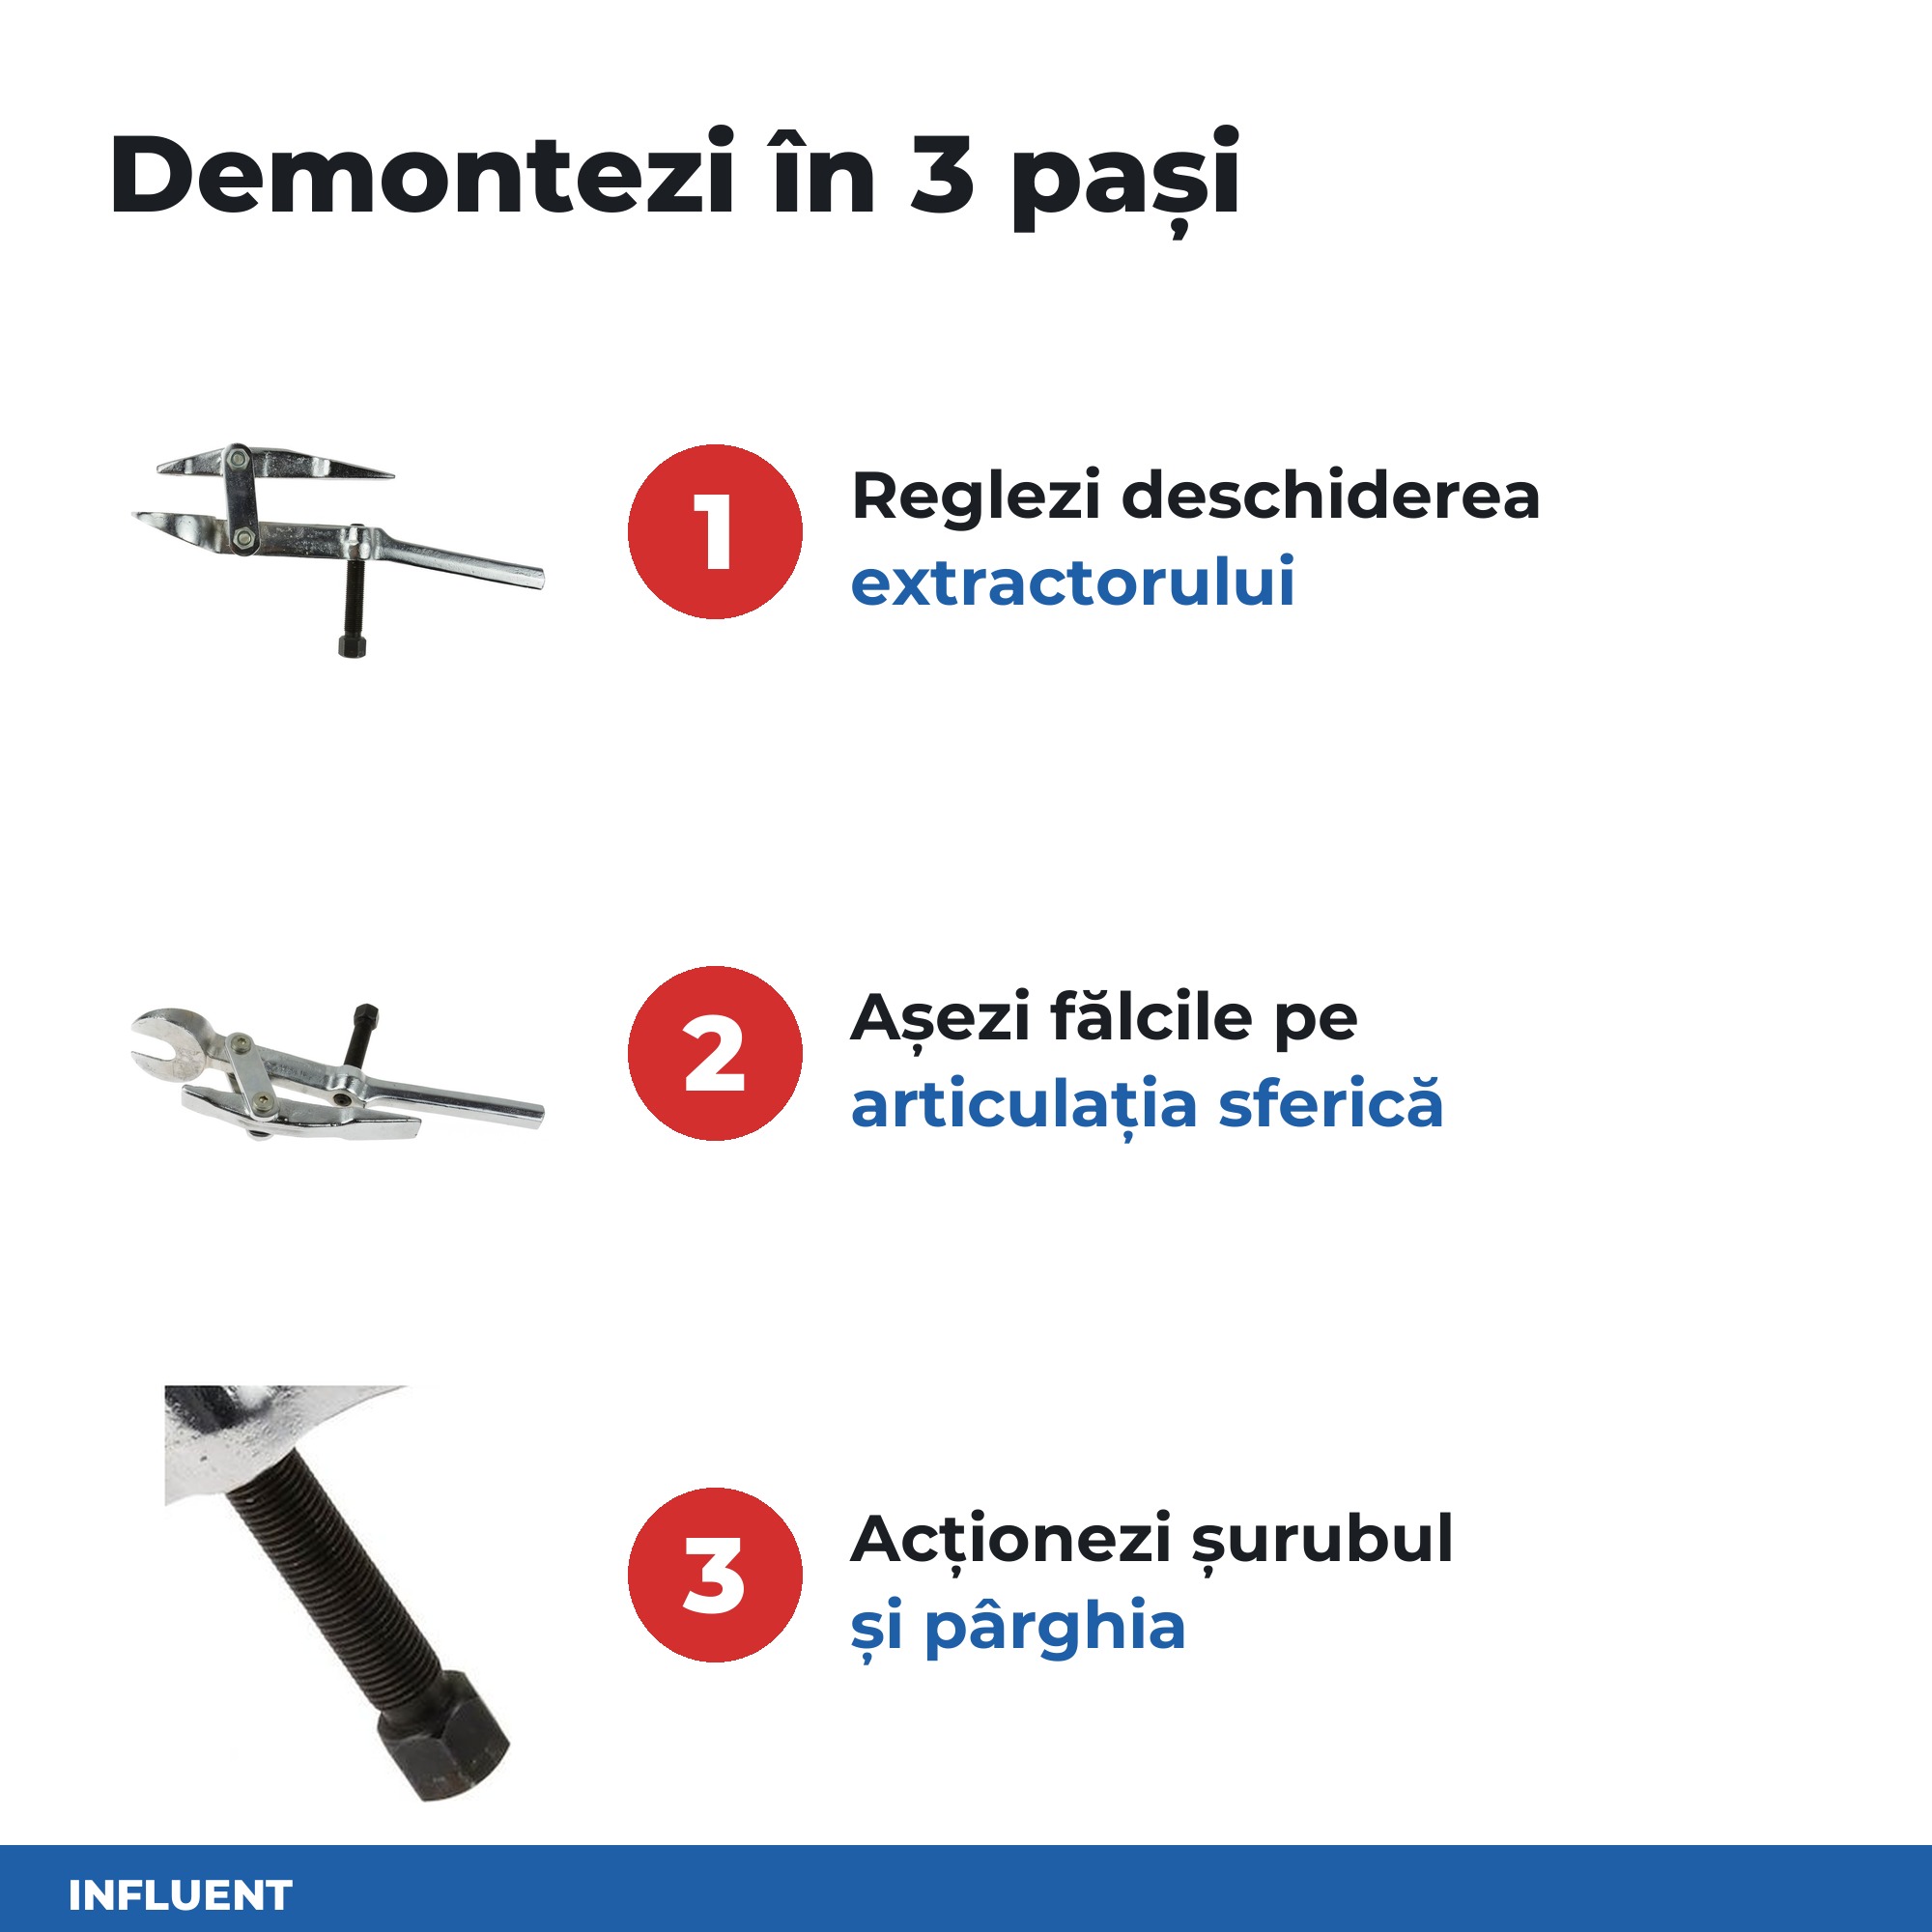 Demontezi în 3 pași
1
Reglezi deschiderea
extractorului
2
Așezi fălcile pe
articulația sferică
3
Acționezi șurubul
și pârghia
INFLUENT